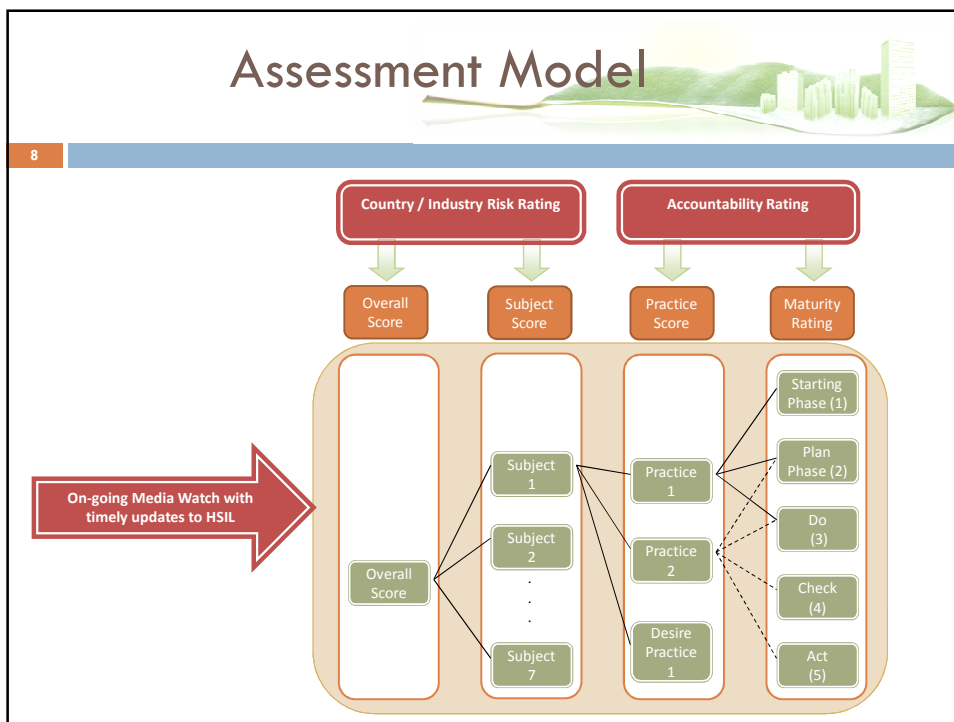 Assessment Model
8
Country / Industry Risk Rating
Accountability Rating
Overall
Score
Subject
Score
Practice
Score
Maturity
Rating
On-going Media Watch with
timely updates to HSIL
Overall
Score
Subject
1
Subject
2
.
.
.
Subject
7
Practice
1
Practice
2
Desire
Practice
1
Starting
Phase (1)
Plan
Phase (2)
Do
(3)
Check
(4)
Act
(5)